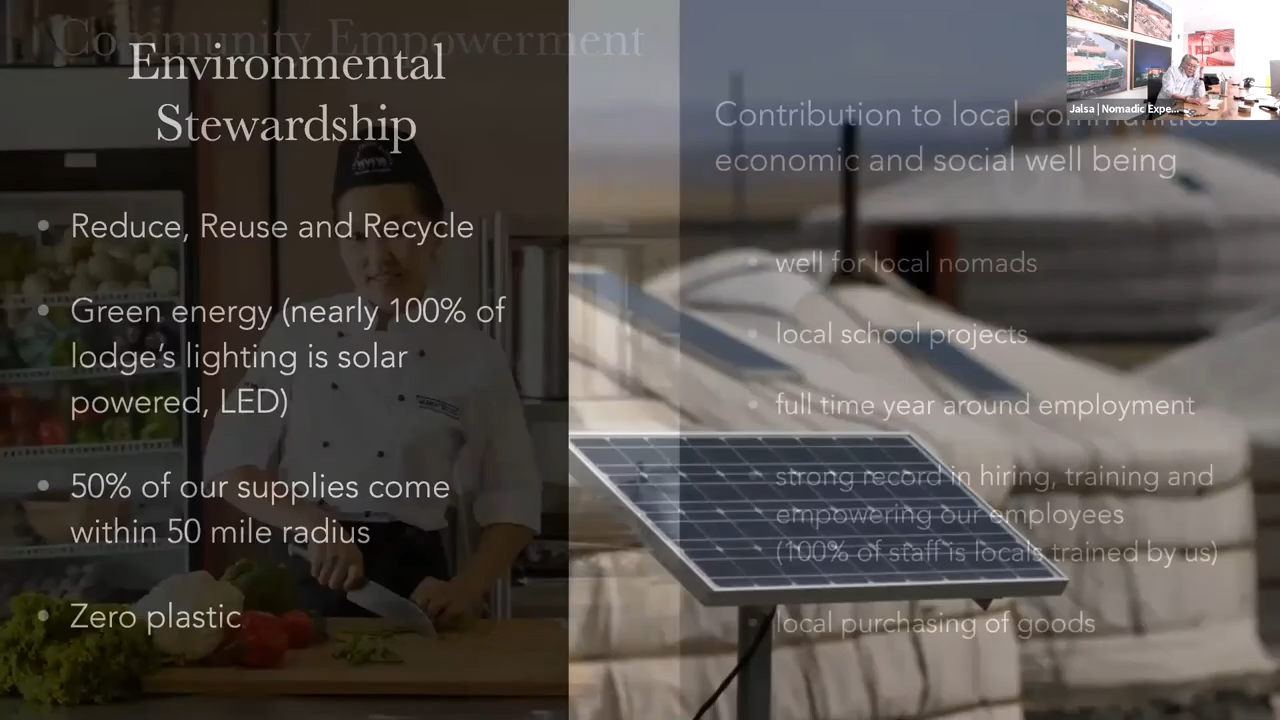 Community Empowerment
Environmental
Stewardship
• Reduce, Reuse and Recycle
• Green energy (nearly 100% of
lodge's lighting is solar
powered, LED)
• 50% of our supplies come
within 50 mile radius
• Zero plastic
Contribution to local communities
economic and social well being
• well for local nomads
• local school projects
• full time year around employment
• strong record in hiring, training and
empowering our employees
(100% of staff is locals trained by us)
• local purchasing of goods
Jalsa | Nomadic Expe...